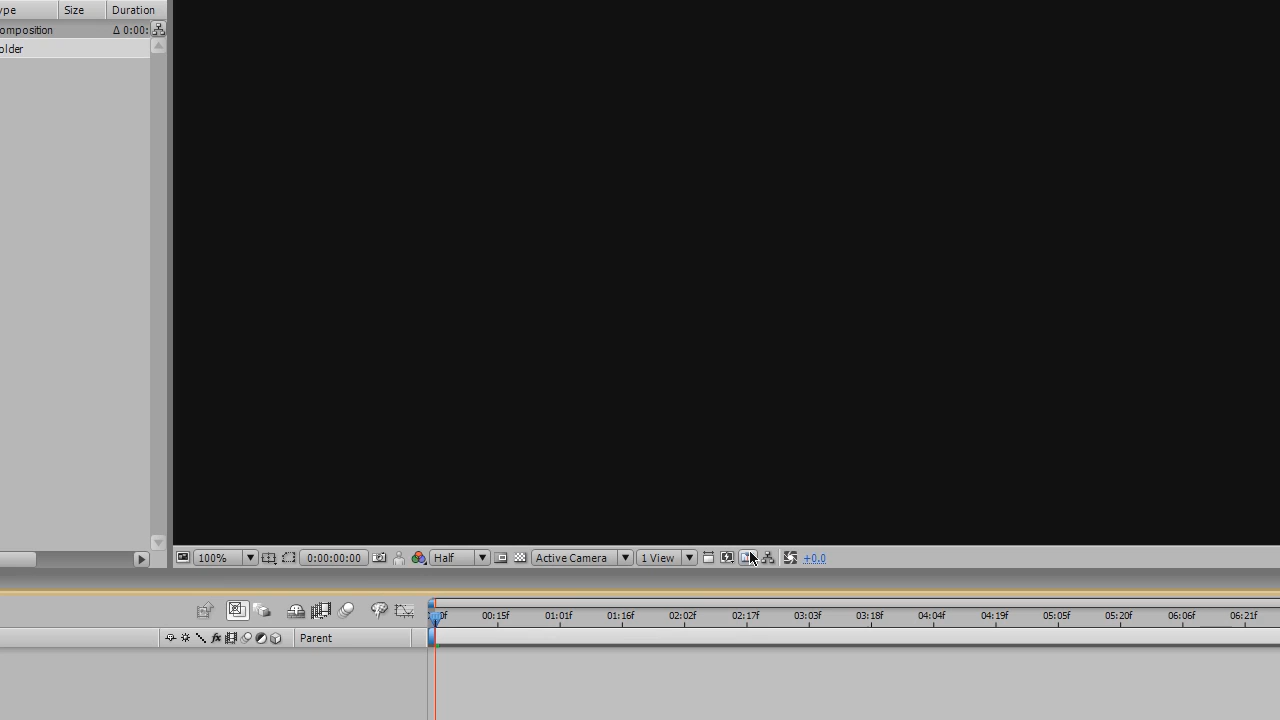 ype Size Duration
omposition Δ 0:00:
older
100% 0:00:00:00 Half Active Camera 1 View +0.0
0f 00:15f 01:01f 01:16f 02:02f 02:17f 03:03f 03:18f 04:04f 04:19f 05:05f 05:20f 06:06f 06:21f
fx Parent